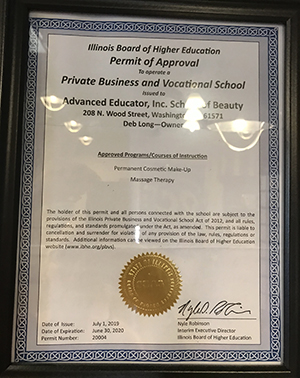 Illinois Board of Higher Education
Permit of Approval
To operate a
Private Business and Vocational School
Issued to
Advanced Educator, Inc. School of Beauty
208 N. Wood Street, Washington 61571
Deb Long—Owner
Approved Programs/Courses of Instruction
Permanent Cosmetic Make-Up
Massage Therapy
The holder of this permit and all persons connected with the school are subject to the
provisions of the Illinois Private Business and Vocational School Act of 2012, and all rules,
regulations, and standards promulgated under the Act, as amended. This permit is liable to
cancellation and surrender for violation of any provision of the law, rules, regulations or
standards. Additional information can be viewed on the Illinois Board of Higher Education
website (www.ibhe.org/pbvs).
Date of Issue: July 1, 2019
Date of Expiration: June 30, 2020
Permit Number: 20004
Nyle Robinson
Interim Executive Director
Illinois Board of Higher Education